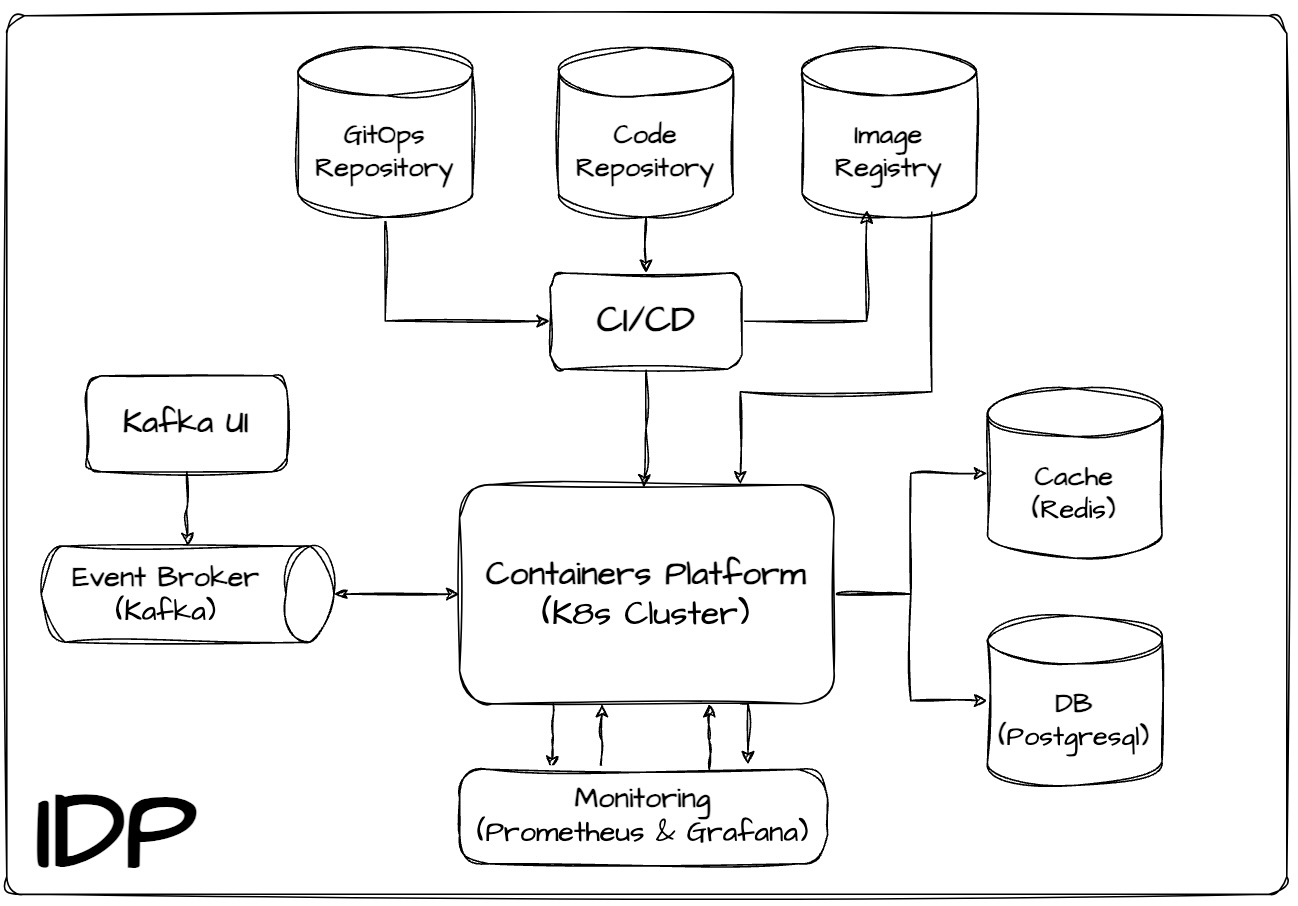 GitOps
Repository
Code
Repository
Image
Registry
CI/CD
Kafka UI
Event Broker
(Kafka)
Containers Platform
(K8s Cluster)
Cache
(Redis)
DB
(Postgresql)
Monitoring
(Prometheus & Grafana)
IDP